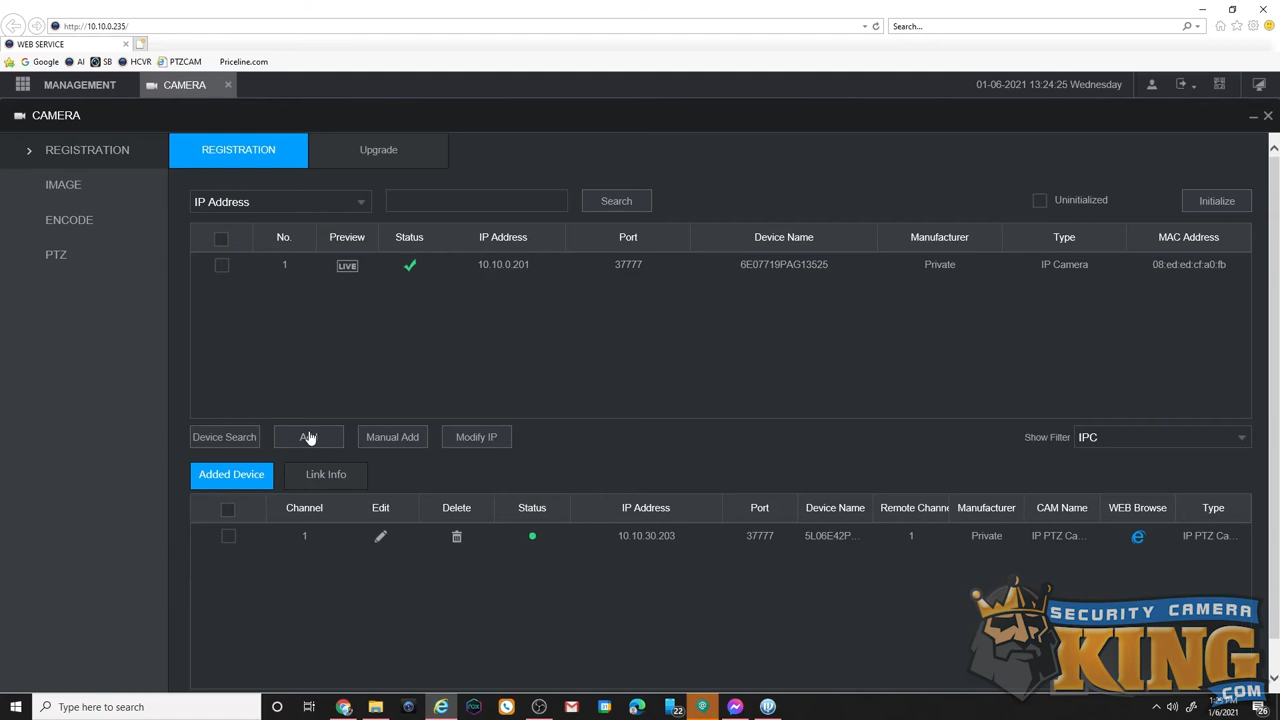 http://10.10.0.235/
Search...
WEB SERVICE
Google AI SB HCVR PTZCAM Priceline.com
MANAGEMENT CAMERA 01-06-2021 13:24:25 Wednesday
CAMERA
REGISTRATION
IMAGE
ENCODE
PTZ
REGISTRATION Upgrade
IP Address Search Uninitialized Initialize
No. Preview Status IP Address Port Device Name Manufacturer Type MAC Address
1 LIVE 10.10.0.201 37777 6E07719PAG13525 Private IP Camera 08:ed:ed:cf:a0:fb
Device Search Manual Add Modify IP Show Filter IPC
Added Device Link Info
Channel Edit Delete Status IP Address Port Device Name Remote Channe Manufacturer CAM Name WEB Browse Type
1 10.10.30.203 37777 5L06E42P... 1 Private IP PTZ Ca... IP PTZ Ca...
SECURITY CAMERA
KING
.COM
Type here to search
22
1/6/2021
26